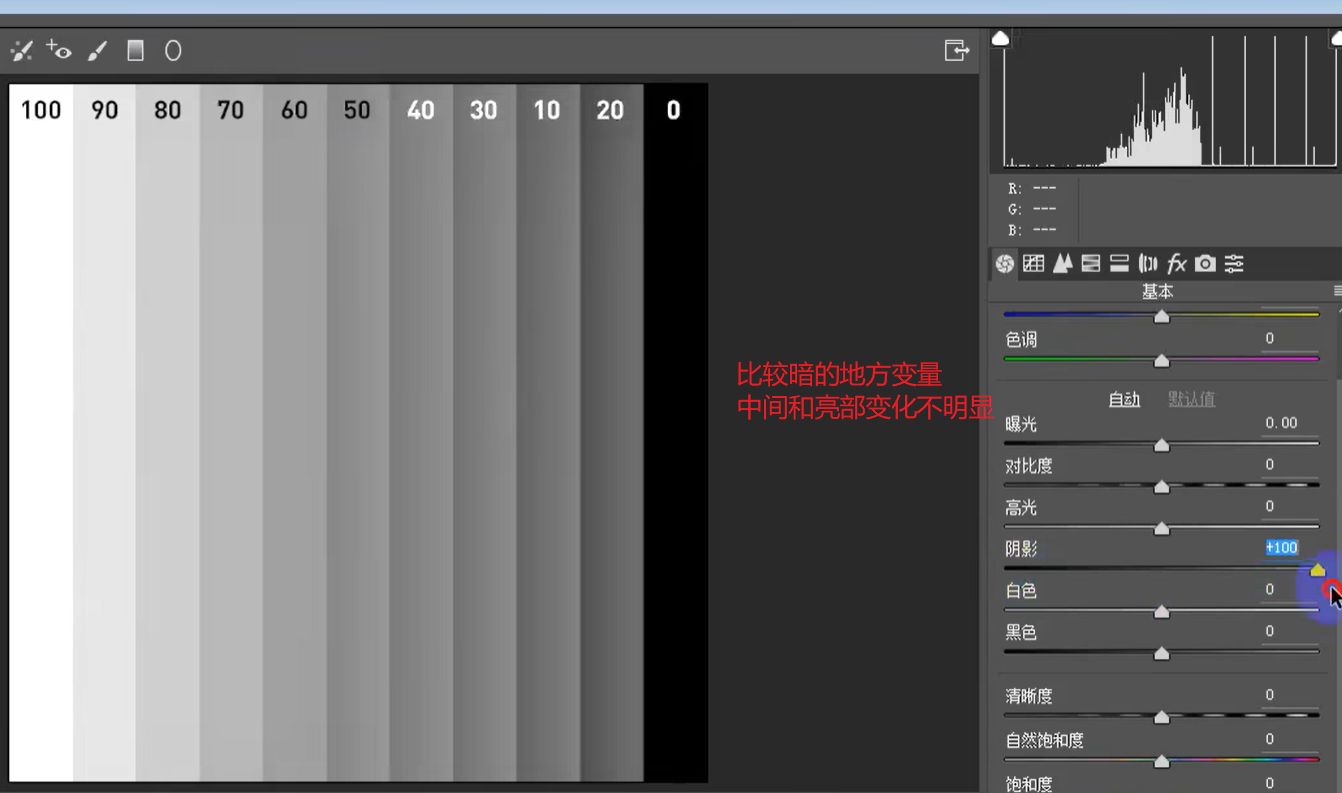 100 90 80 70 60 50 40 30 10 20 0
比较暗的地方变量
中间和亮部变化不明显
R: ---
G: ---
B: ---
fx
基本
色调 0
自动 默认值
曝光 0.00
对比度 0
高光 0
阴影 +100
白色 0
黑色 0
清晰度 0
自然饱和度 0
饱和度 0